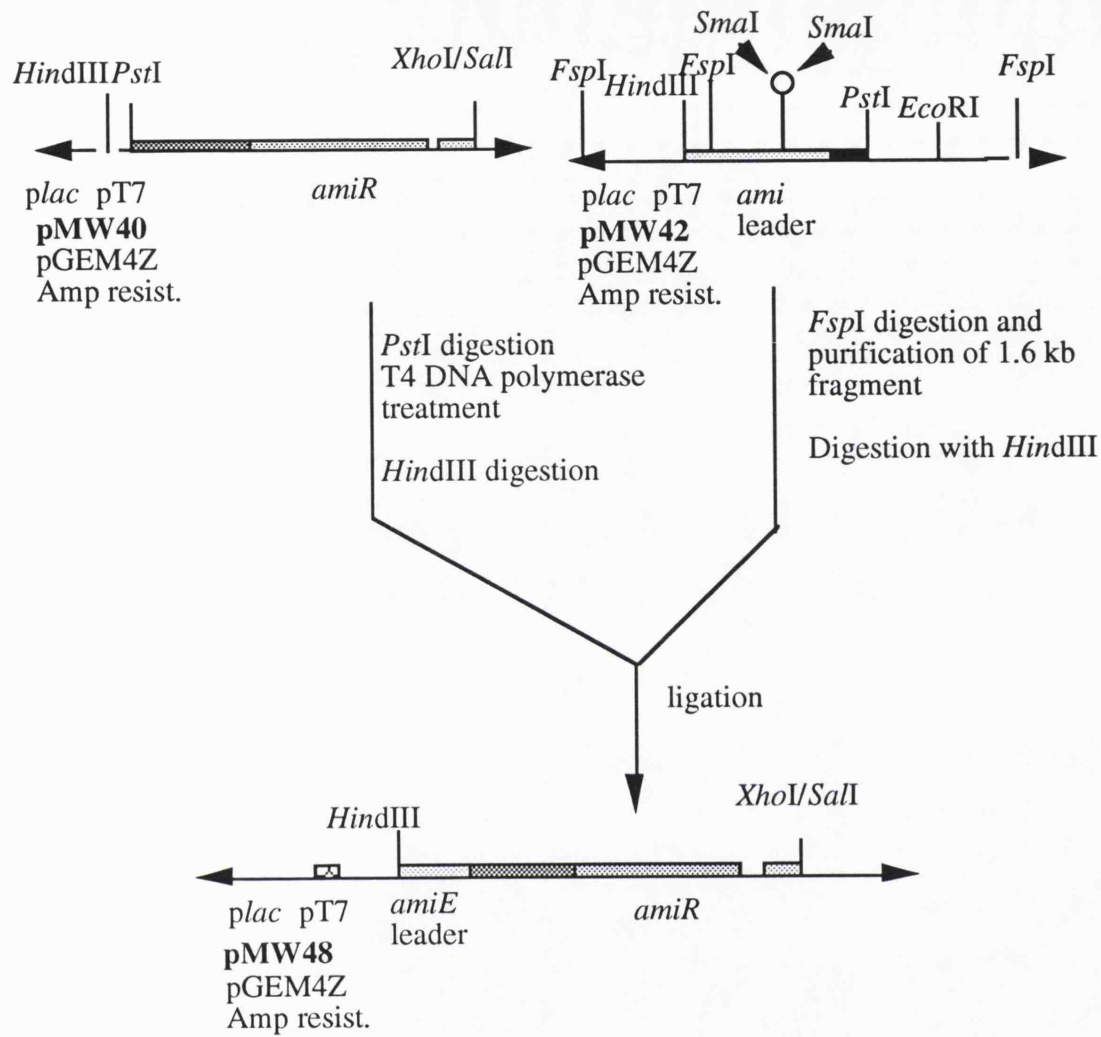 SmaI SmaI
HindIII PstI XhoI/SalI FspI HindIII FspI PstI EcoRI FspI
plac pT7 amiR
pMW40
pGEM4Z
Amp resist.
plac pT7 ami
pMW42 leader
pGEM4Z
Amp resist.
PstI digestion
T4 DNA polymerase
treatment
HindIII digestion
FspI digestion and
purification of 1.6 kb
fragment
Digestion with HindIII
ligation
HindIII XhoI/SalI
plac pT7 amiE amiR
leader
pMW48
pGEM4Z
Amp resist.